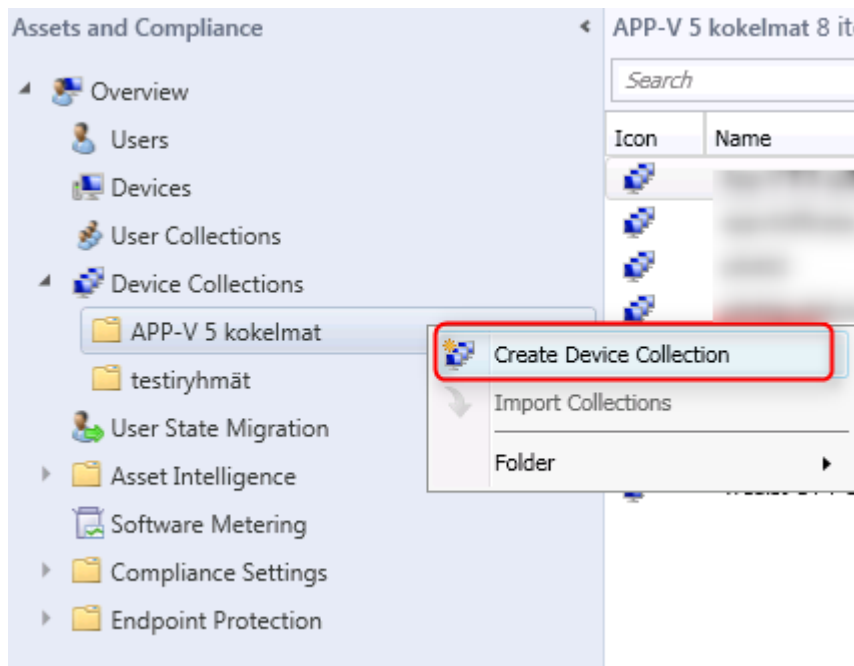 Assets and Compliance
Overview
Users
Devices
User Collections
Device Collections
APP-V 5 kokelmat
testiryhmät
User State Migration
Asset Intelligence
Software Metering
Compliance Settings
Endpoint Protection
APP-V 5 kokelmat 8
Search
Icon Name
Create Device Collection
Import Collections
Folder